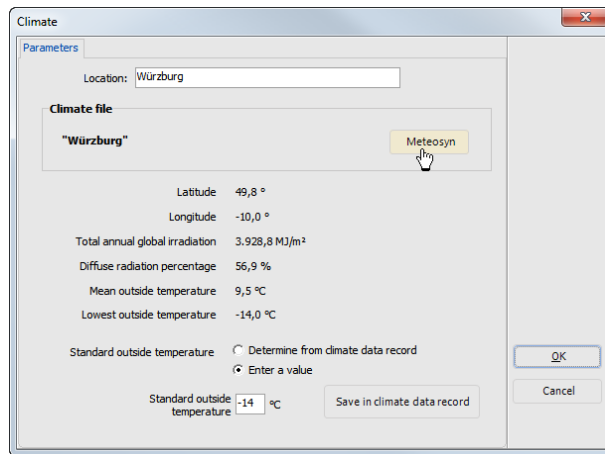 Climate
Parameters
Location: Würzburg
Climate file
"Würzburg"
Meteosyn
Latitude 49,8 °
Longitude -10,0 °
Total annual global irradiation 3.928,8 MJ/m²
Diffuse radiation percentage 56,9 %
Mean outside temperature 9,5 °C
Lowest outside temperature -14,0 °C
Standard outside temperature Determine from climate data record
Enter a value
OK
Cancel
Standard outside
temperature -14 °C
Save in climate data record